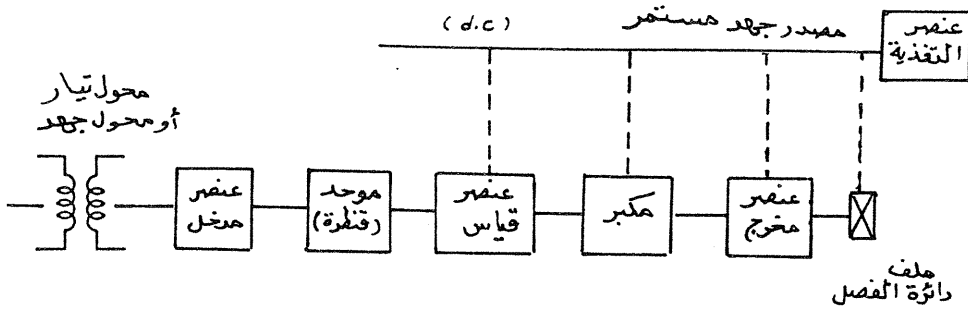 عنصر
التغذية
مصدر جهد مستمر (d.c)
محول تيار
أو محول جهد
عنصر
مدخل
موحد
(قنطرة)
عنصر
قياس
مكبر
عنصر
مخرج
ملف
دائرة الفصل